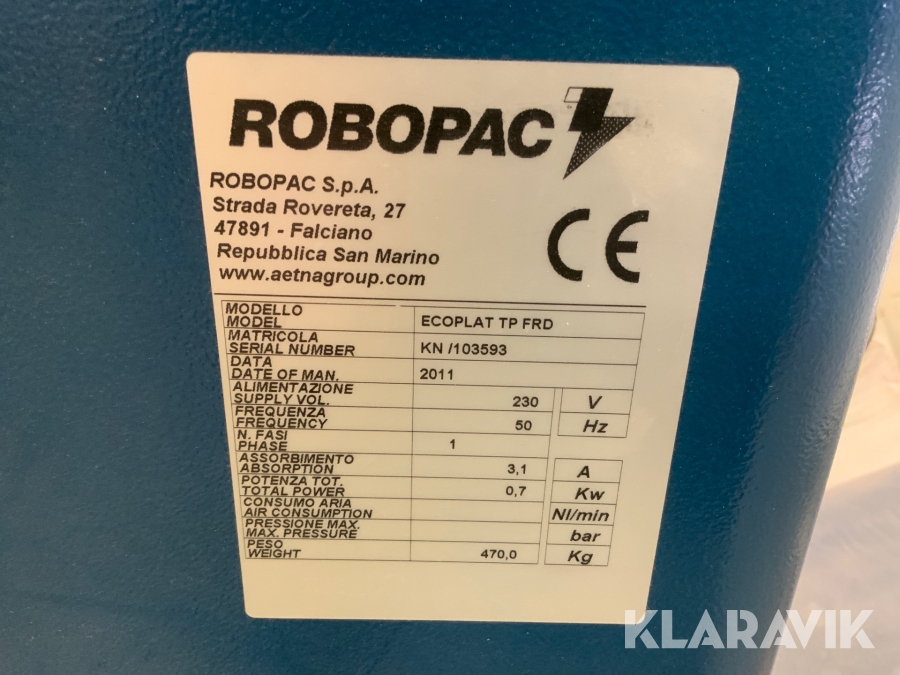 ROBOPAC
ROBOPAC S.p.A.
Strada Rovereta, 27
47891 - Falciano
Repubblica San Marino
www.aetnagroup.com
CE
MODELLO
MODEL ECOPLAT TP FRD
MATRICOLA
SERIAL NUMBER KN /103593
DATA
DATE OF MAN. 2011
ALIMENTAZIONE
SUPPLY VOL. 230 V
FREQUENZA
FREQUENCY 50 Hz
N. FASI
PHASE 1
ASSORBIMENTO
ABSORPTION 3,1 A
POTENZA TOT.
TOTAL POWER 0,7 Kw
CONSUMO ARIA
AIR CONSUMPTION Nl/min
PRESSIONE MAX.
MAX. PRESSURE bar
PESO
WEIGHT 470,0 Kg
KLARAVIK